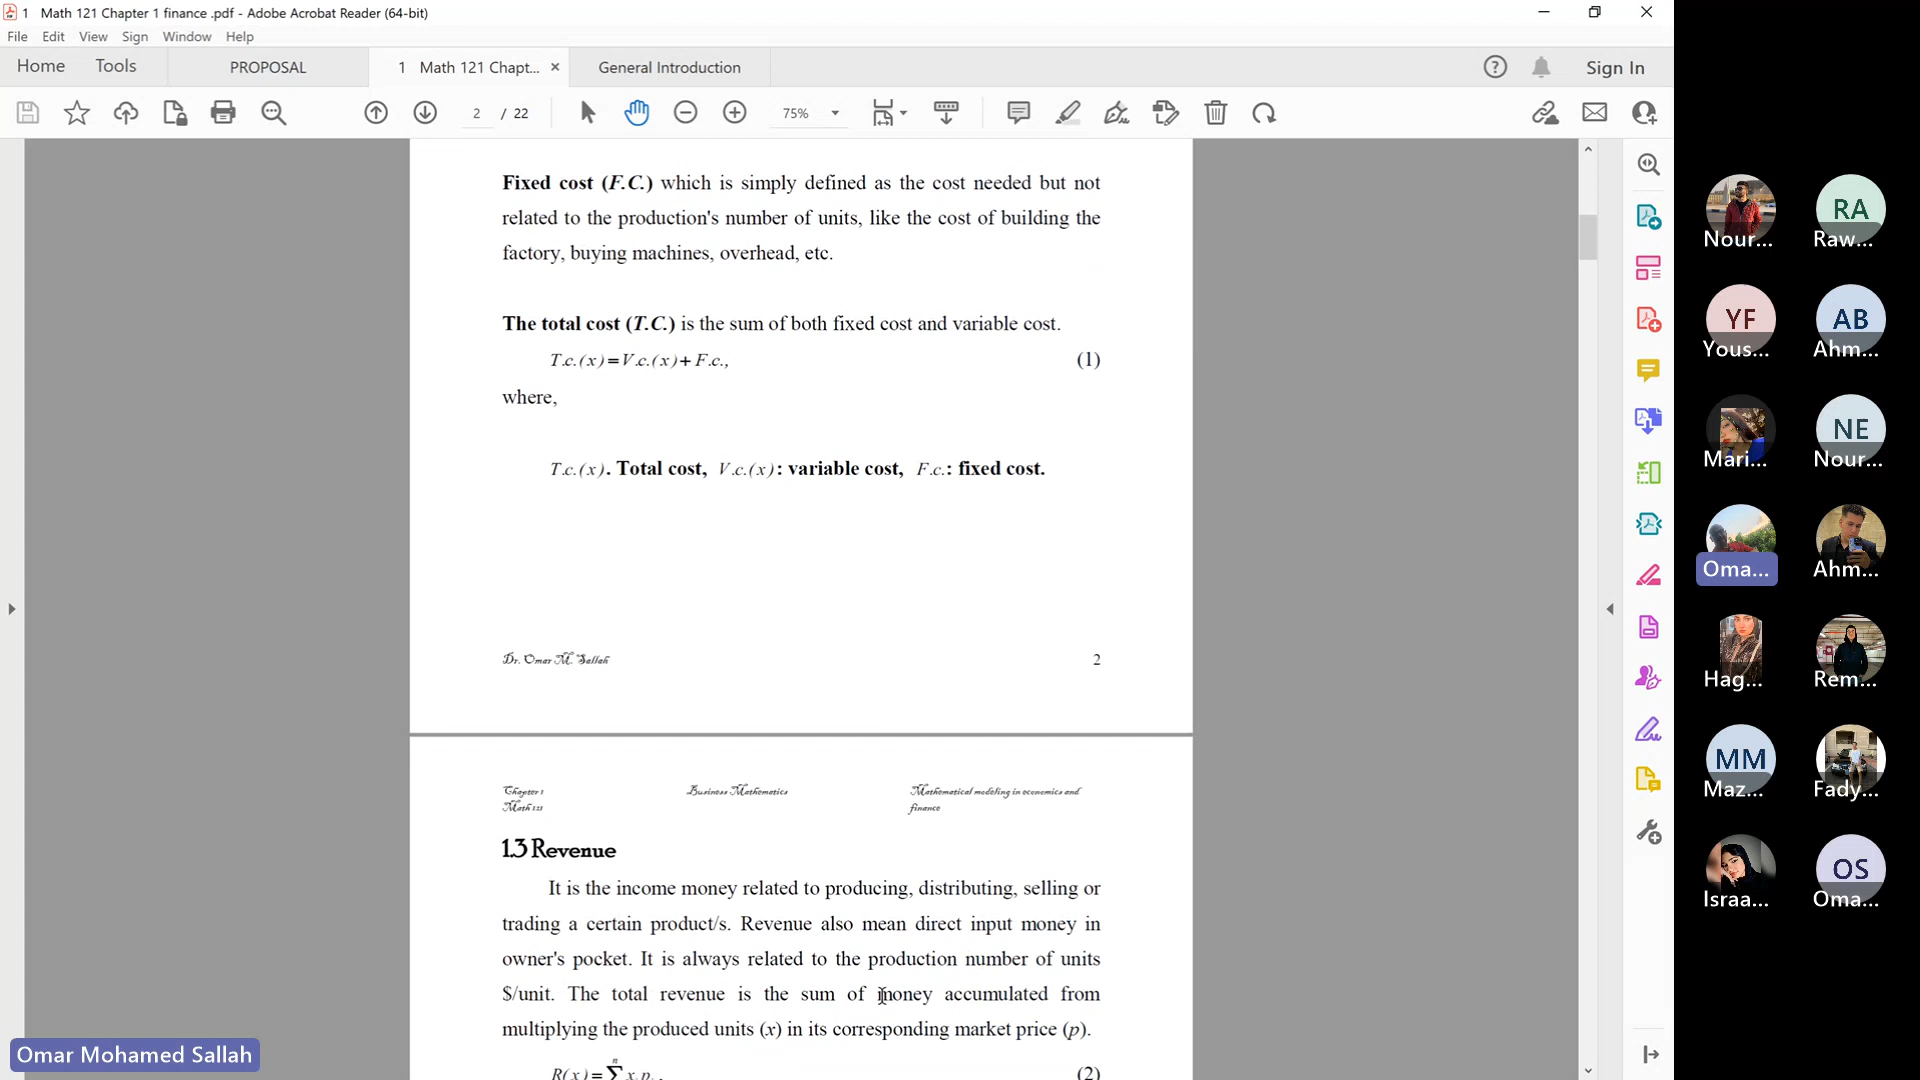 1 Math 121 Chapter 1 finance .pdf - Adobe Acrobat Reader (64-bit)
File Edit View Sign Window Help
Home Tools PROPOSAL 1 Math 121 Chapt... × General Introduction Sign In
2 / 22 75%
Fixed cost (F.C.) which is simply defined as the cost needed but not
related to the production's number of units, like the cost of building the
factory, buying machines, overhead, etc.
The total cost (T.C.) is the sum of both fixed cost and variable cost.
T.c.(x)=V.c.(x)+F.c., (1)
where,
T.c.(x). Total cost, V.c.(x): variable cost, F.c.: fixed cost.
Dr. Omar M. Sallah 2
Chapter 1 Business Mathematics Mathematical modeling in economics and
Math 121 finance
1.3 Revenue
It is the income money related to producing, distributing, selling or
trading a certain product/s. Revenue also mean direct input money in
owner's pocket. It is always related to the production number of units
$/unit. The total revenue is the sum of money accumulated from
multiplying the produced units (x) in its corresponding market price (p).
R(x)=∑ x p , (2)
n
Omar Mohamed Sallah
RA
Nour... Raw...
YF AB
Yous... Ahm...
NE
Mari... Nour...
Oma... Ahm...
Hag... Rem...
MM
Maz... Fady...
OS
Israa... Oma...